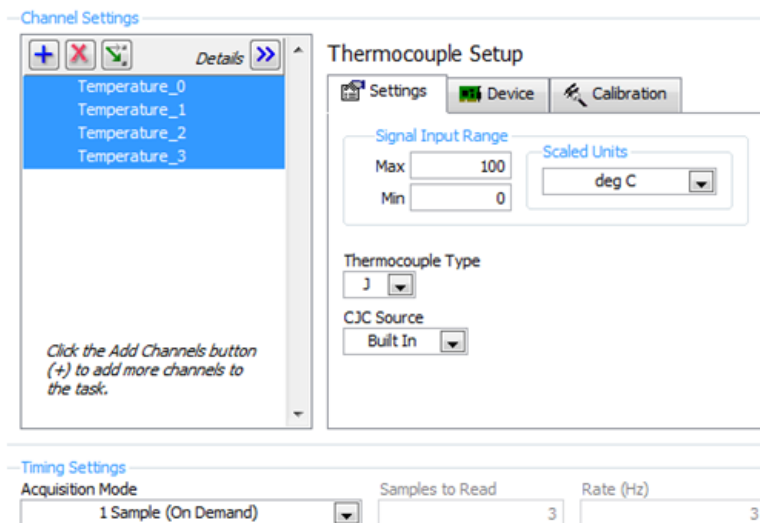 Channel Settings
Details
Temperature_0
Temperature_1
Temperature_2
Temperature_3
Click the Add Channels button
(+) to add more channels to
the task.
Thermocouple Setup
Settings
Device
Calibration
Signal Input Range
Max 100
Min 0
Scaled Units
deg C
Thermocouple Type
J
CJC Source
Built In
Timing Settings
Acquisition Mode
1 Sample (On Demand)
Samples to Read
3
Rate (Hz)
3